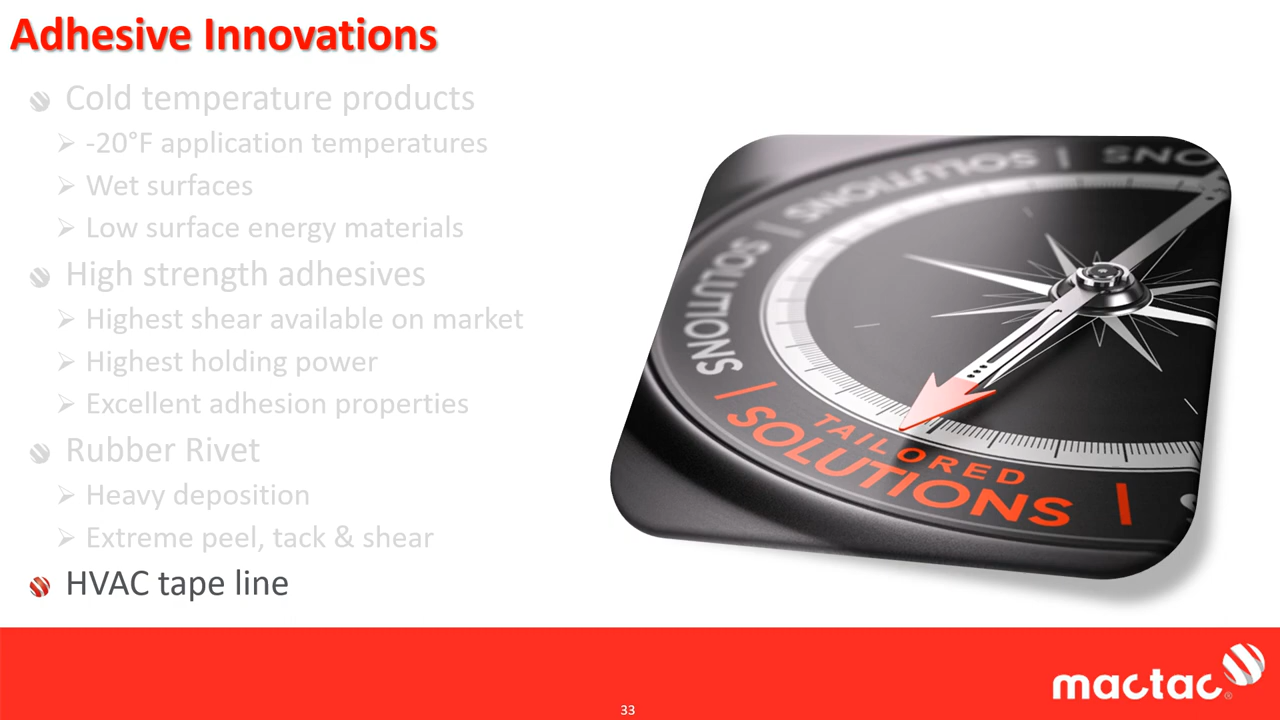 Adhesive Innovations
Cold temperature products
-20°F application temperatures
Wet surfaces
Low surface energy materials
High strength adhesives
Highest shear available on market
Highest holding power
Excellent adhesion properties
Rubber Rivet
Heavy deposition
Extreme peel, tack & shear
HVAC tape line
SOLUTIONS | SOLUTIONS |
TAILORED
SOLUTIONS |
mactac®
33